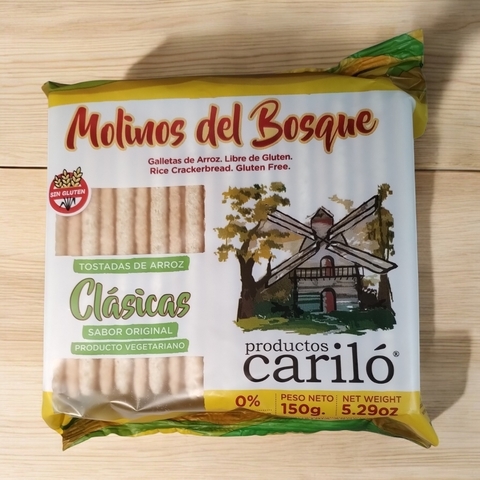 Molinos del Bosque
Galletas de Arroz. Libre de Gluten.
Rice Crackerbread. Gluten Free.
SIN GLUTEN
TOSTADAS DE ARROZ
Clásicas
SABOR ORIGINAL
PRODUCTO VEGETARIANO
productos
cariló®
0%
PESO NETO
150g.
NET WEIGHT
5.29oz